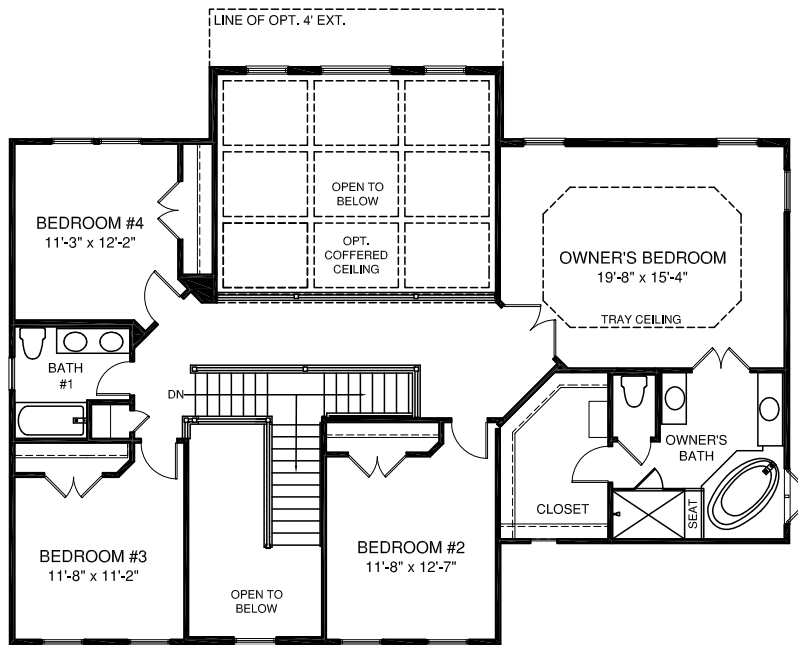 LINE OF OPT. 4' EXT.
OPEN TO
BELOW
OPT.
COFFERED
CEILING
BEDROOM #4
11'-3" x 12'-2"
OWNER'S BEDROOM
19'-8" x 15'-4"
TRAY CEILING
BATH
#1
DN
OWNER'S
BATH
CLOSET
SEAT
BEDROOM #3
11'-8" x 11'-2"
OPEN TO
BELOW
BEDROOM #2
11'-8" x 12'-7"